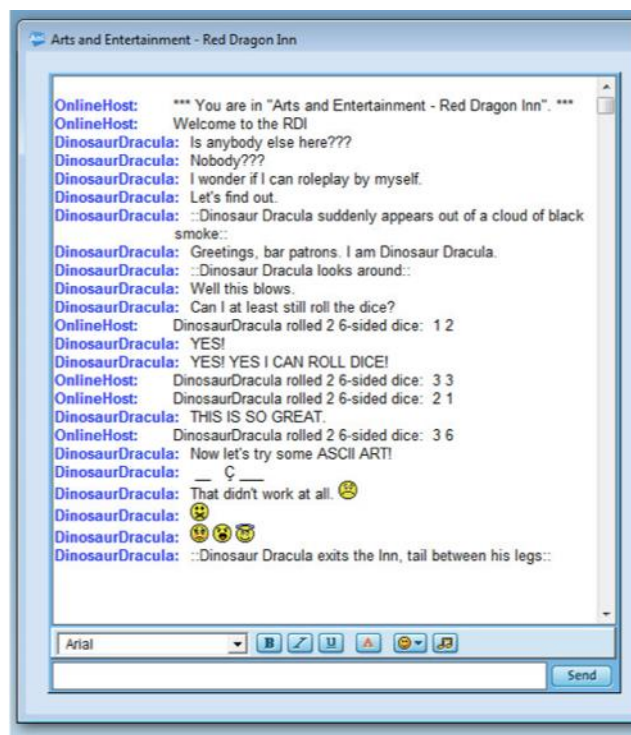 Arts and Entertainment - Red Dragon Inn
OnlineHost: *** You are in "Arts and Entertainment - Red Dragon Inn". ***
OnlineHost: Welcome to the RDI
DinosaurDracula: Is anybody else here???
DinosaurDracula: Nobody???
DinosaurDracula: I wonder if I can roleplay by myself.
DinosaurDracula: Let's find out.
DinosaurDracula: ::Dinosaur Dracula suddenly appears out of a cloud of black
smoke::
DinosaurDracula: Greetings, bar patrons. I am Dinosaur Dracula.
DinosaurDracula: ::Dinosaur Dracula looks around::
DinosaurDracula: Well this blows.
DinosaurDracula: Can I at least still roll the dice?
OnlineHost: DinosaurDracula rolled 2 6-sided dice: 1 2
DinosaurDracula: YES!
DinosaurDracula: YES! YES I CAN ROLL DICE!
OnlineHost: DinosaurDracula rolled 2 6-sided dice: 3 3
OnlineHost: DinosaurDracula rolled 2 6-sided dice: 2 1
DinosaurDracula: THIS IS SO GREAT.
OnlineHost: DinosaurDracula rolled 2 6-sided dice: 3 6
DinosaurDracula: Now let's try some ASCII ART!
DinosaurDracula: __ Ç ___
DinosaurDracula: That didn't work at all.
DinosaurDracula:
DinosaurDracula:
DinosaurDracula: ::Dinosaur Dracula exits the Inn, tail between his legs::
Arial B I U A
Send